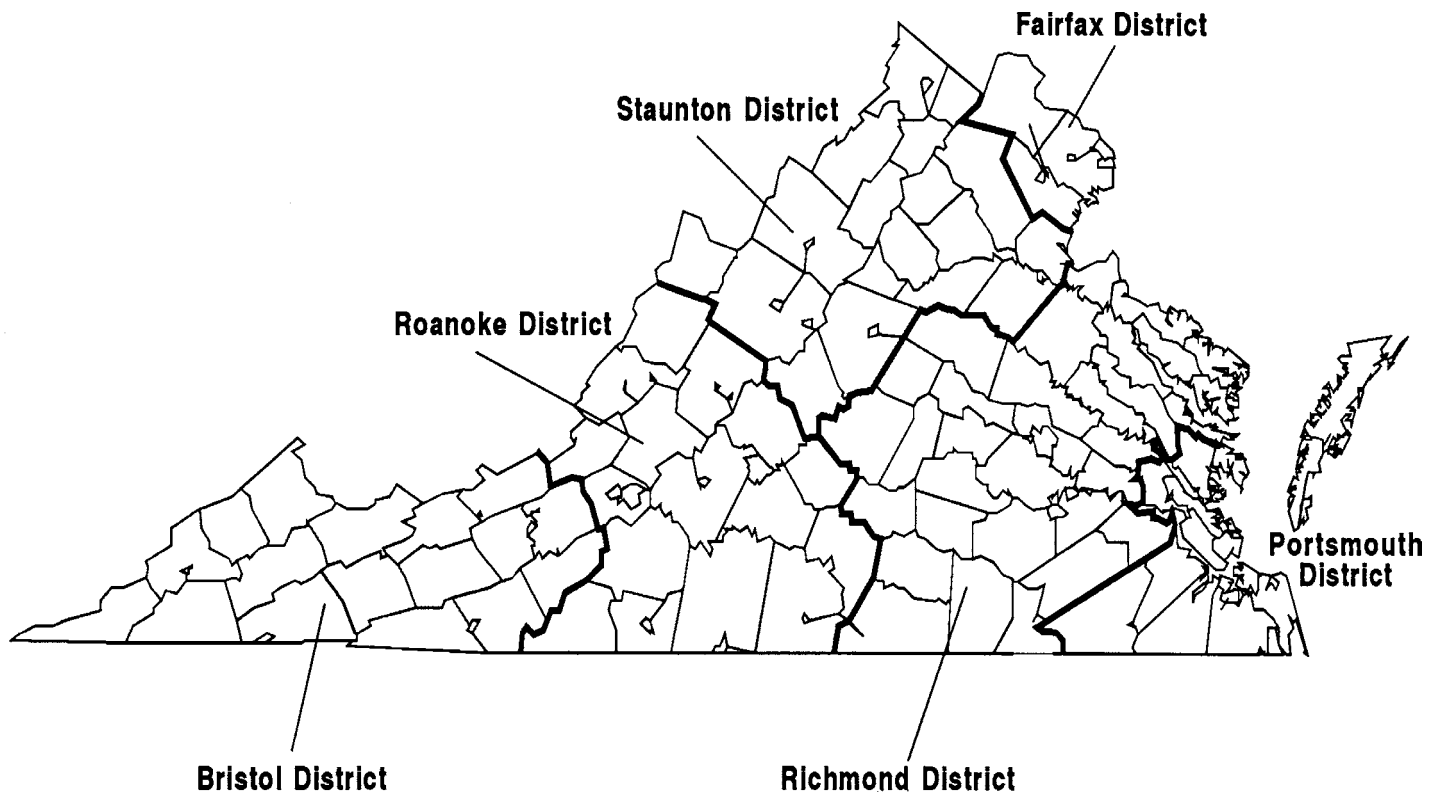 Fairfax District
Staunton District
Roanoke District
Portsmouth
District
Bristol District
Richmond District